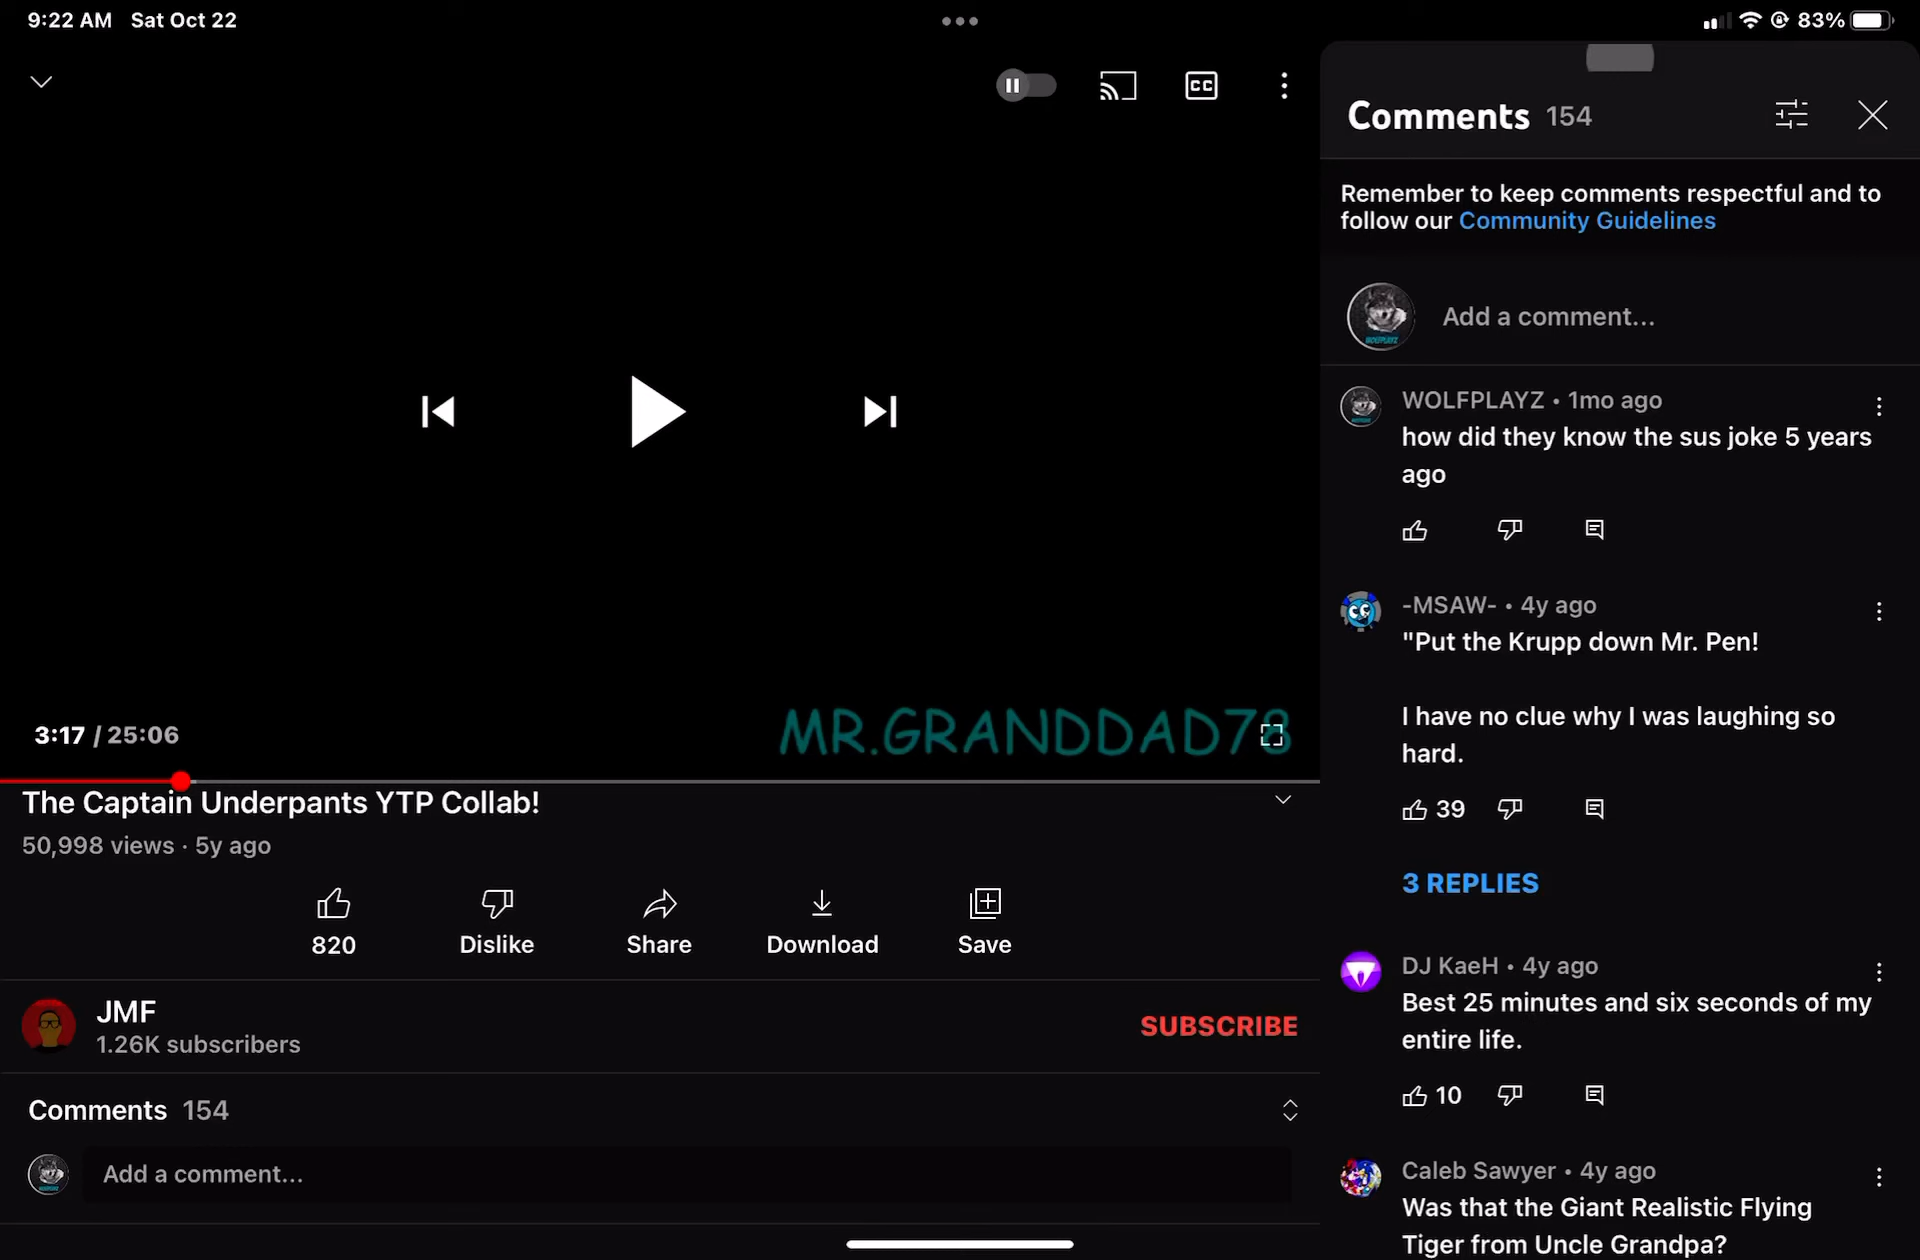 9:22 AM Sat Oct 22
83%
CC
3:17 / 25:06
MR.GRANDDAD78
The Captain Underpants YTP Collab!
50,998 views · 5y ago
820
Dislike
Share
Download
Save
JMF
1.26K subscribers
SUBSCRIBE
Comments 154
Add a comment...
Comments 154
Remember to keep comments respectful and to
follow our Community Guidelines
Add a comment...
WOLFPLAYZ • 1mo ago
how did they know the sus joke 5 years
ago
-MSAW- • 4y ago
"Put the Krupp down Mr. Pen!
I have no clue why I was laughing so
hard.
39
3 REPLIES
DJ KaeH • 4y ago
Best 25 minutes and six seconds of my
entire life.
10
Caleb Sawyer • 4y ago
Was that the Giant Realistic Flying
Tiger from Uncle Grandpa?